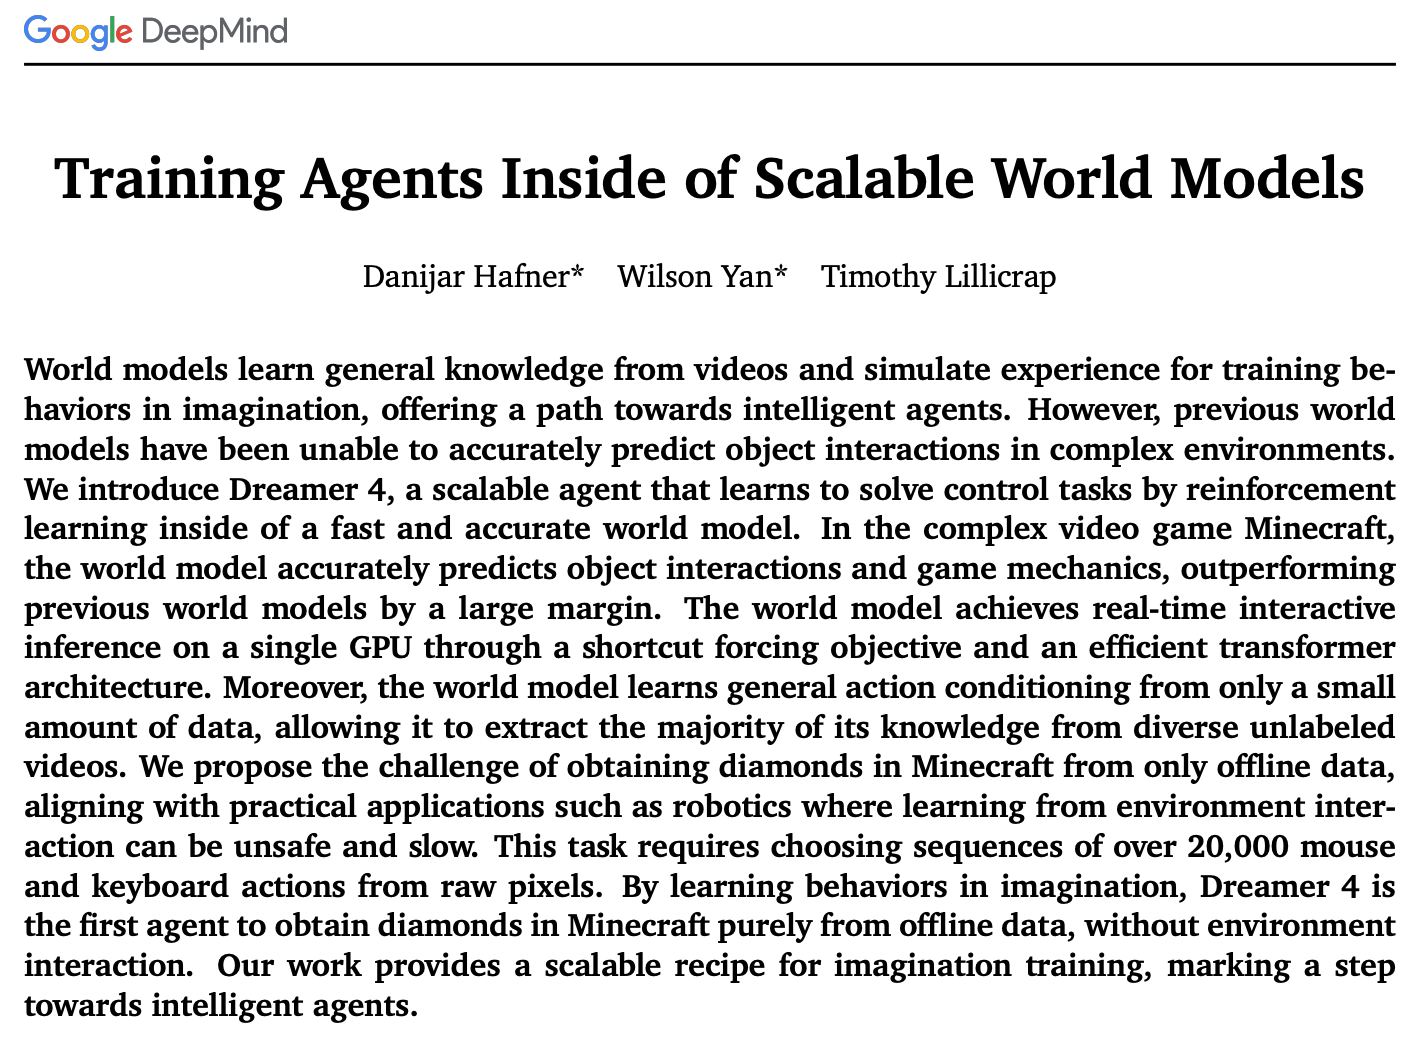 Google DeepMind
Training Agents Inside of Scalable World Models
Danijar Hafner* Wilson Yan* Timothy Lillicrap
World models learn general knowledge from videos and simulate experience for training be-
haviors in imagination, offering a path towards intelligent agents. However, previous world
models have been unable to accurately predict object interactions in complex environments.
We introduce Dreamer 4, a scalable agent that learns to solve control tasks by reinforcement
learning inside of a fast and accurate world model. In the complex video game Minecraft,
the world model accurately predicts object interactions and game mechanics, outperforming
previous world models by a large margin. The world model achieves real-time interactive
inference on a single GPU through a shortcut forcing objective and an efficient transformer
architecture. Moreover, the world model learns general action conditioning from only a small
amount of data, allowing it to extract the majority of its knowledge from diverse unlabeled
videos. We propose the challenge of obtaining diamonds in Minecraft from only offline data,
aligning with practical applications such as robotics where learning from environment inter-
action can be unsafe and slow. This task requires choosing sequences of over 20,000 mouse
and keyboard actions from raw pixels. By learning behaviors in imagination, Dreamer 4 is
the first agent to obtain diamonds in Minecraft purely from offline data, without environment
interaction. Our work provides a scalable recipe for imagination training, marking a step
towards intelligent agents.